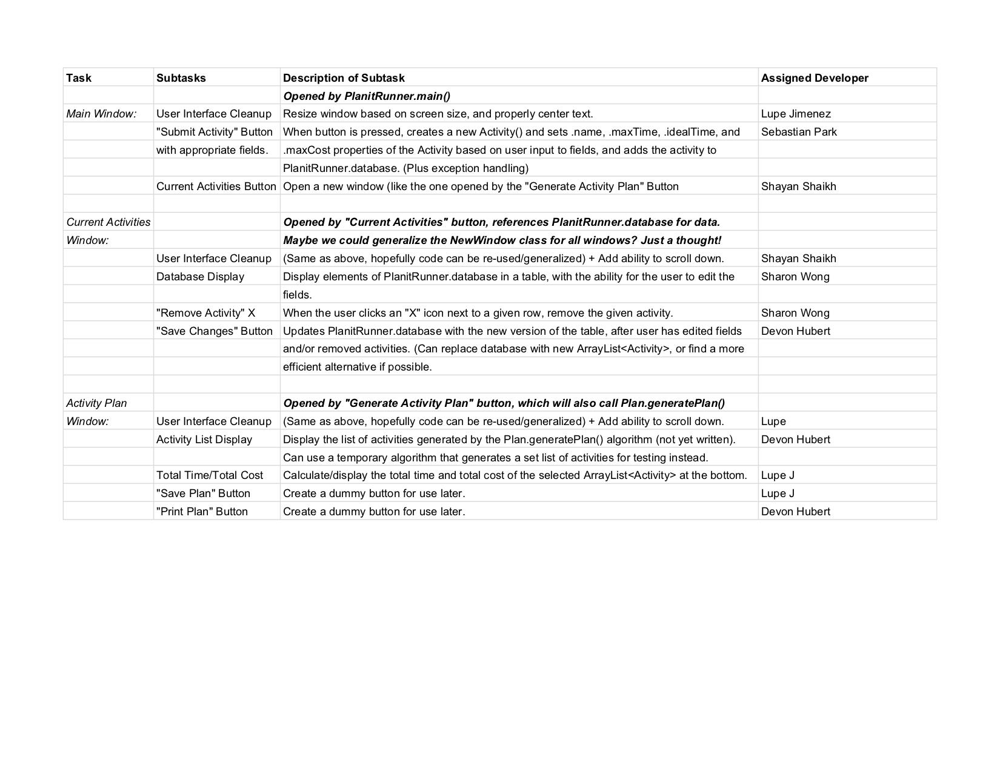 Task Subtasks Description of Subtask Assigned Developer
Opened by PlanitRunner.main()
Main Window: User Interface Cleanup Resize window based on screen size, and properly center text. Lupe Jimenez
"Submit Activity" Button When button is pressed, creates a new Activity() and sets .name, .maxTime, .idealTime, and Sebastian Park
with appropriate fields. .maxCost properties of the Activity based on user input to fields, and adds the activity to
PlanitRunner.database. (Plus exception handling)
Current Activities Button Open a new window (like the one opened by the "Generate Activity Plan" Button Shayan Shaikh
Current Activities Opened by "Current Activities" button, references PlanitRunner.database for data.
Window: Maybe we could generalize the NewWindow class for all windows? Just a thought!
User Interface Cleanup (Same as above, hopefully code can be re-used/generalized) + Add ability to scroll down. Shayan Shaikh
Database Display Display elements of PlanitRunner.database in a table, with the ability for the user to edit the Sharon Wong
fields.
"Remove Activity" X When the user clicks an "X" icon next to a given row, remove the given activity. Sharon Wong
"Save Changes" Button Updates PlanitRunner.database with the new version of the table, after user has edited fields Devon Hubert
and/or removed activities. (Can replace database with new ArrayList<Activity>, or find a more
efficient alternative if possible.
Activity Plan Opened by "Generate Activity Plan" button, which will also call Plan.generatePlan()
Window: User Interface Cleanup (Same as above, hopefully code can be re-used/generalized) + Add ability to scroll down. Lupe
Activity List Display Display the list of activities generated by the Plan.generatePlan() algorithm (not yet written). Devon Hubert
Can use a temporary algorithm that generates a set list of activities for testing instead.
Total Time/Total Cost Calculate/display the total time and total cost of the selected ArrayList<Activity> at the bottom. Lupe J
"Save Plan" Button Create a dummy button for use later. Lupe J
"Print Plan" Button Create a dummy button for use later. Devon Hubert